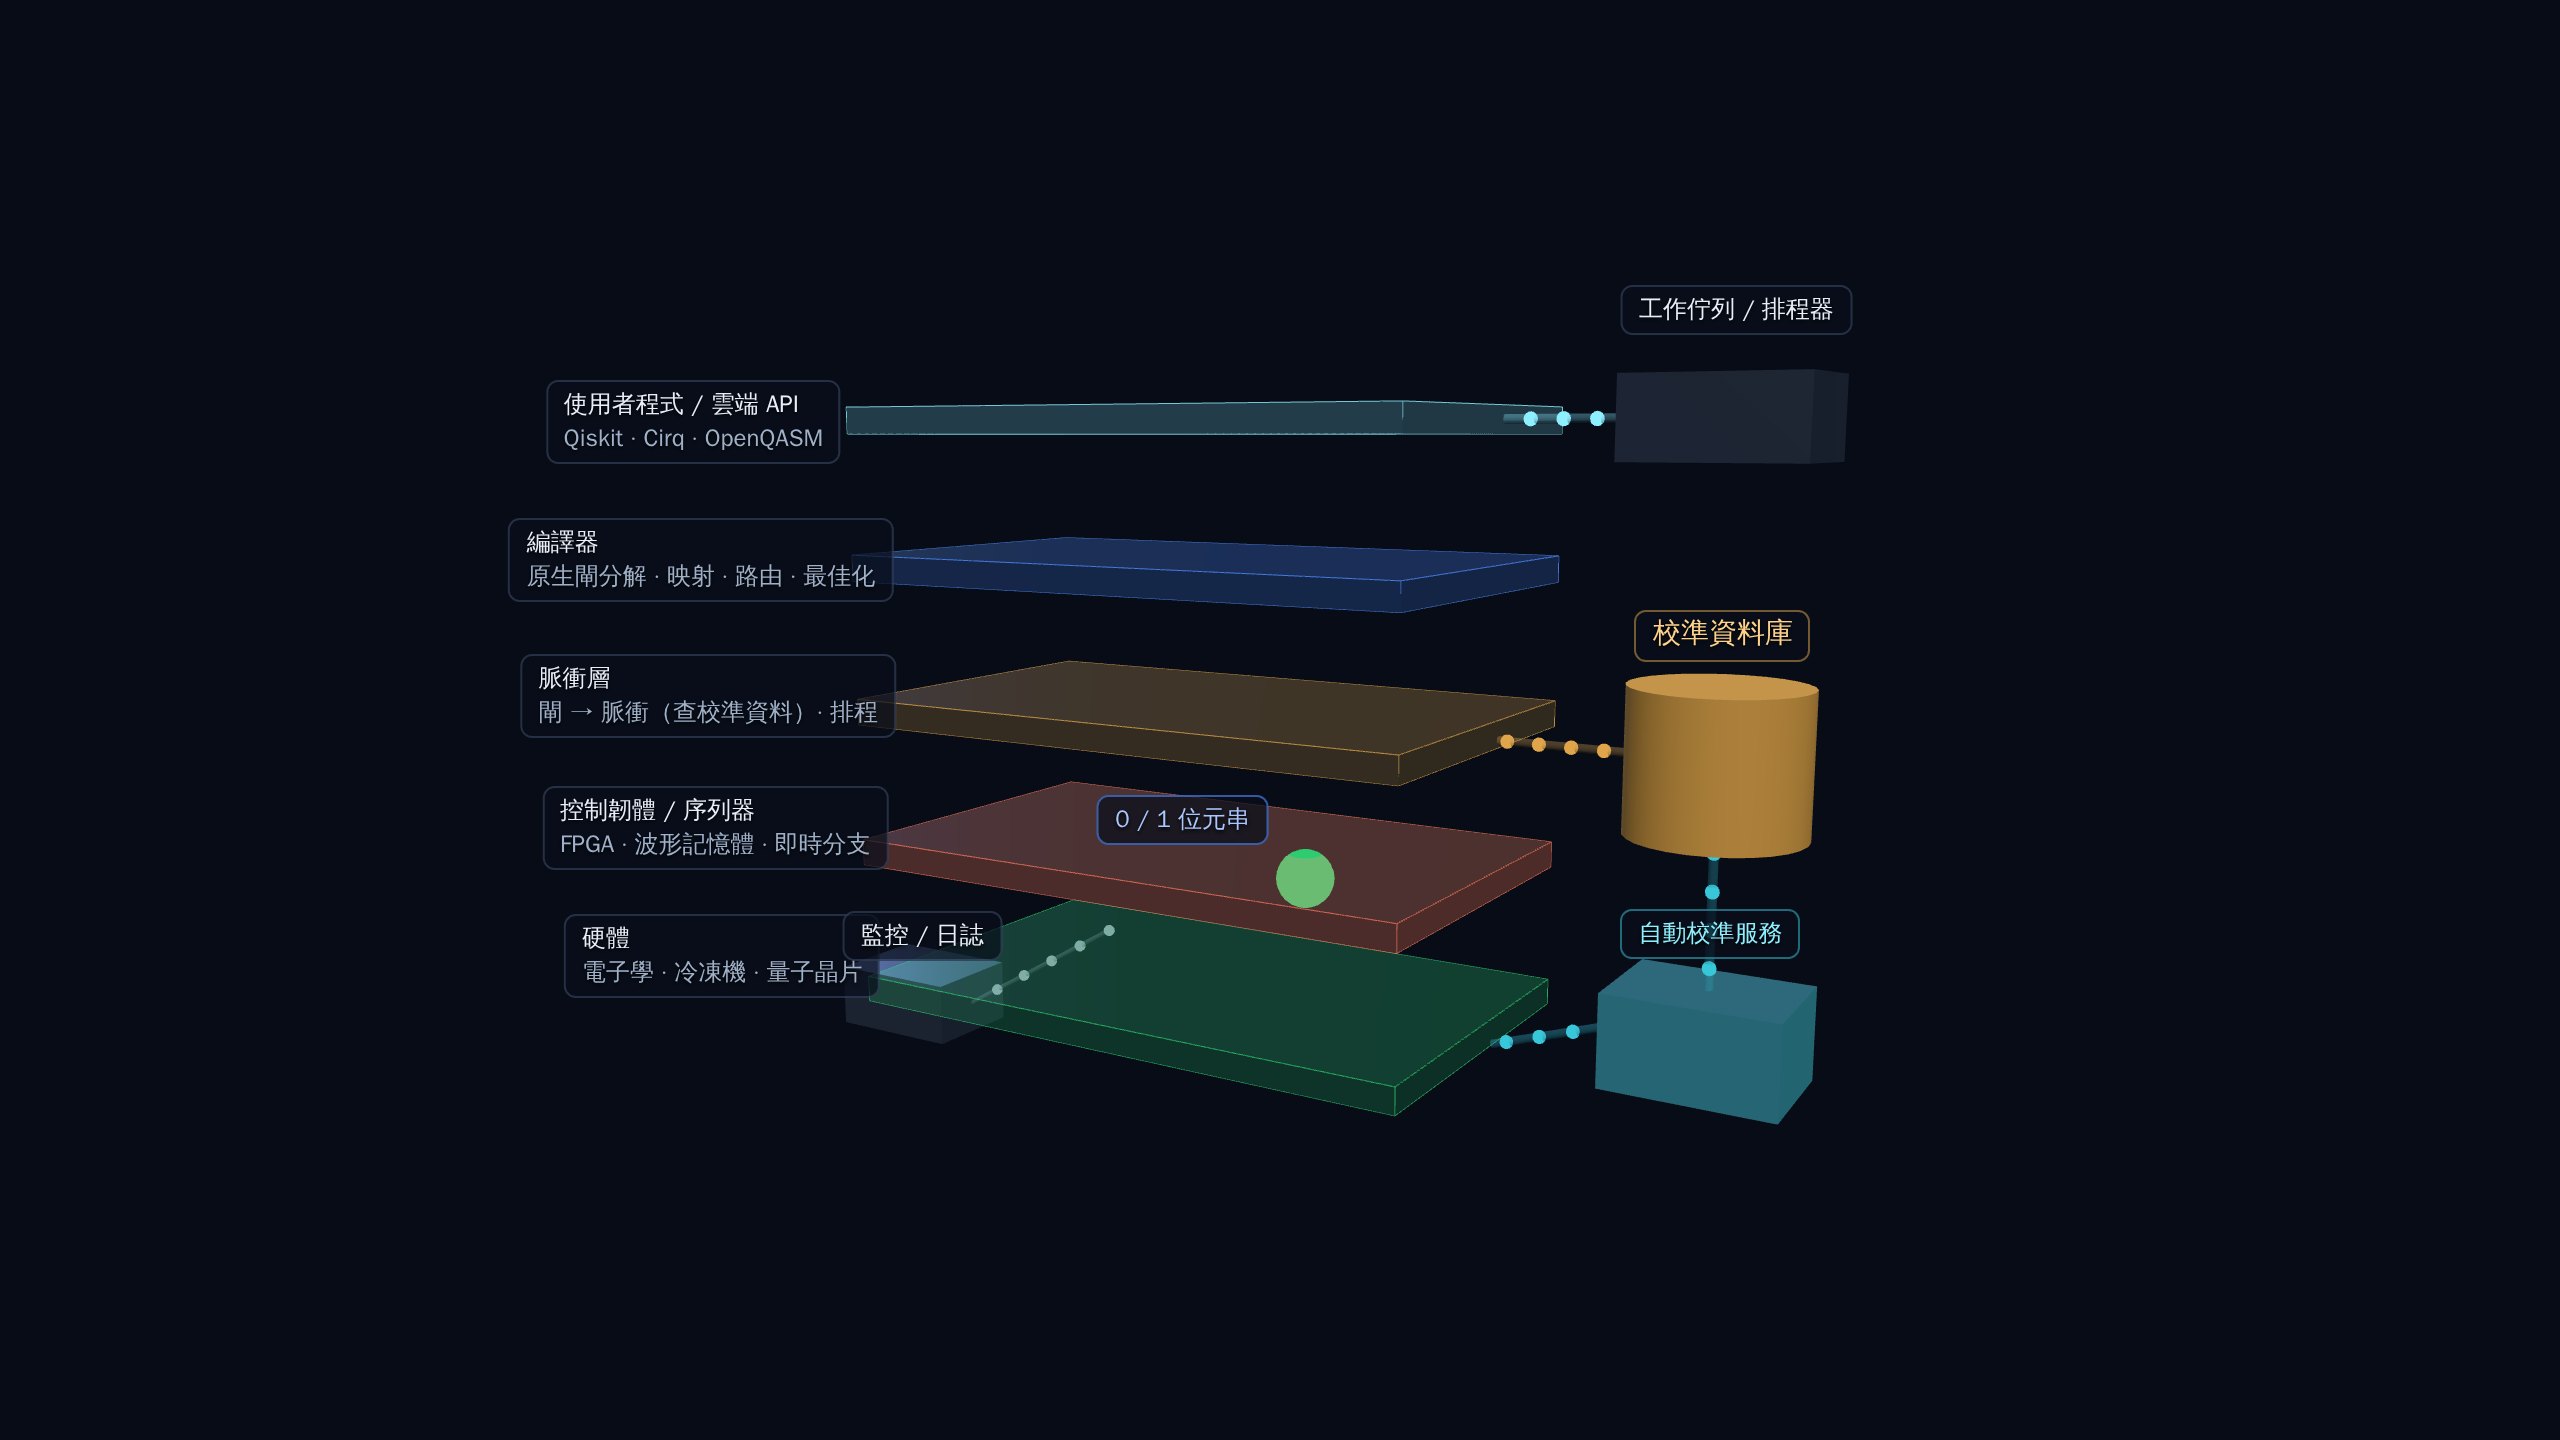 工作佇列 / 排程器
使用者程式 / 雲端 API
Qiskit · Cirq · OpenQASM
編譯器
原生閘分解 · 映射 · 路由 · 最佳化
校準資料庫
脈衝層
閘 → 脈衝（查校準資料）· 排程
控制韌體 / 序列器
FPGA · 波形記憶體 · 即時分支
0 / 1 位元串
硬體
電子學 · 冷凍機 · 量子晶片
監控 / 日誌
自動校準服務